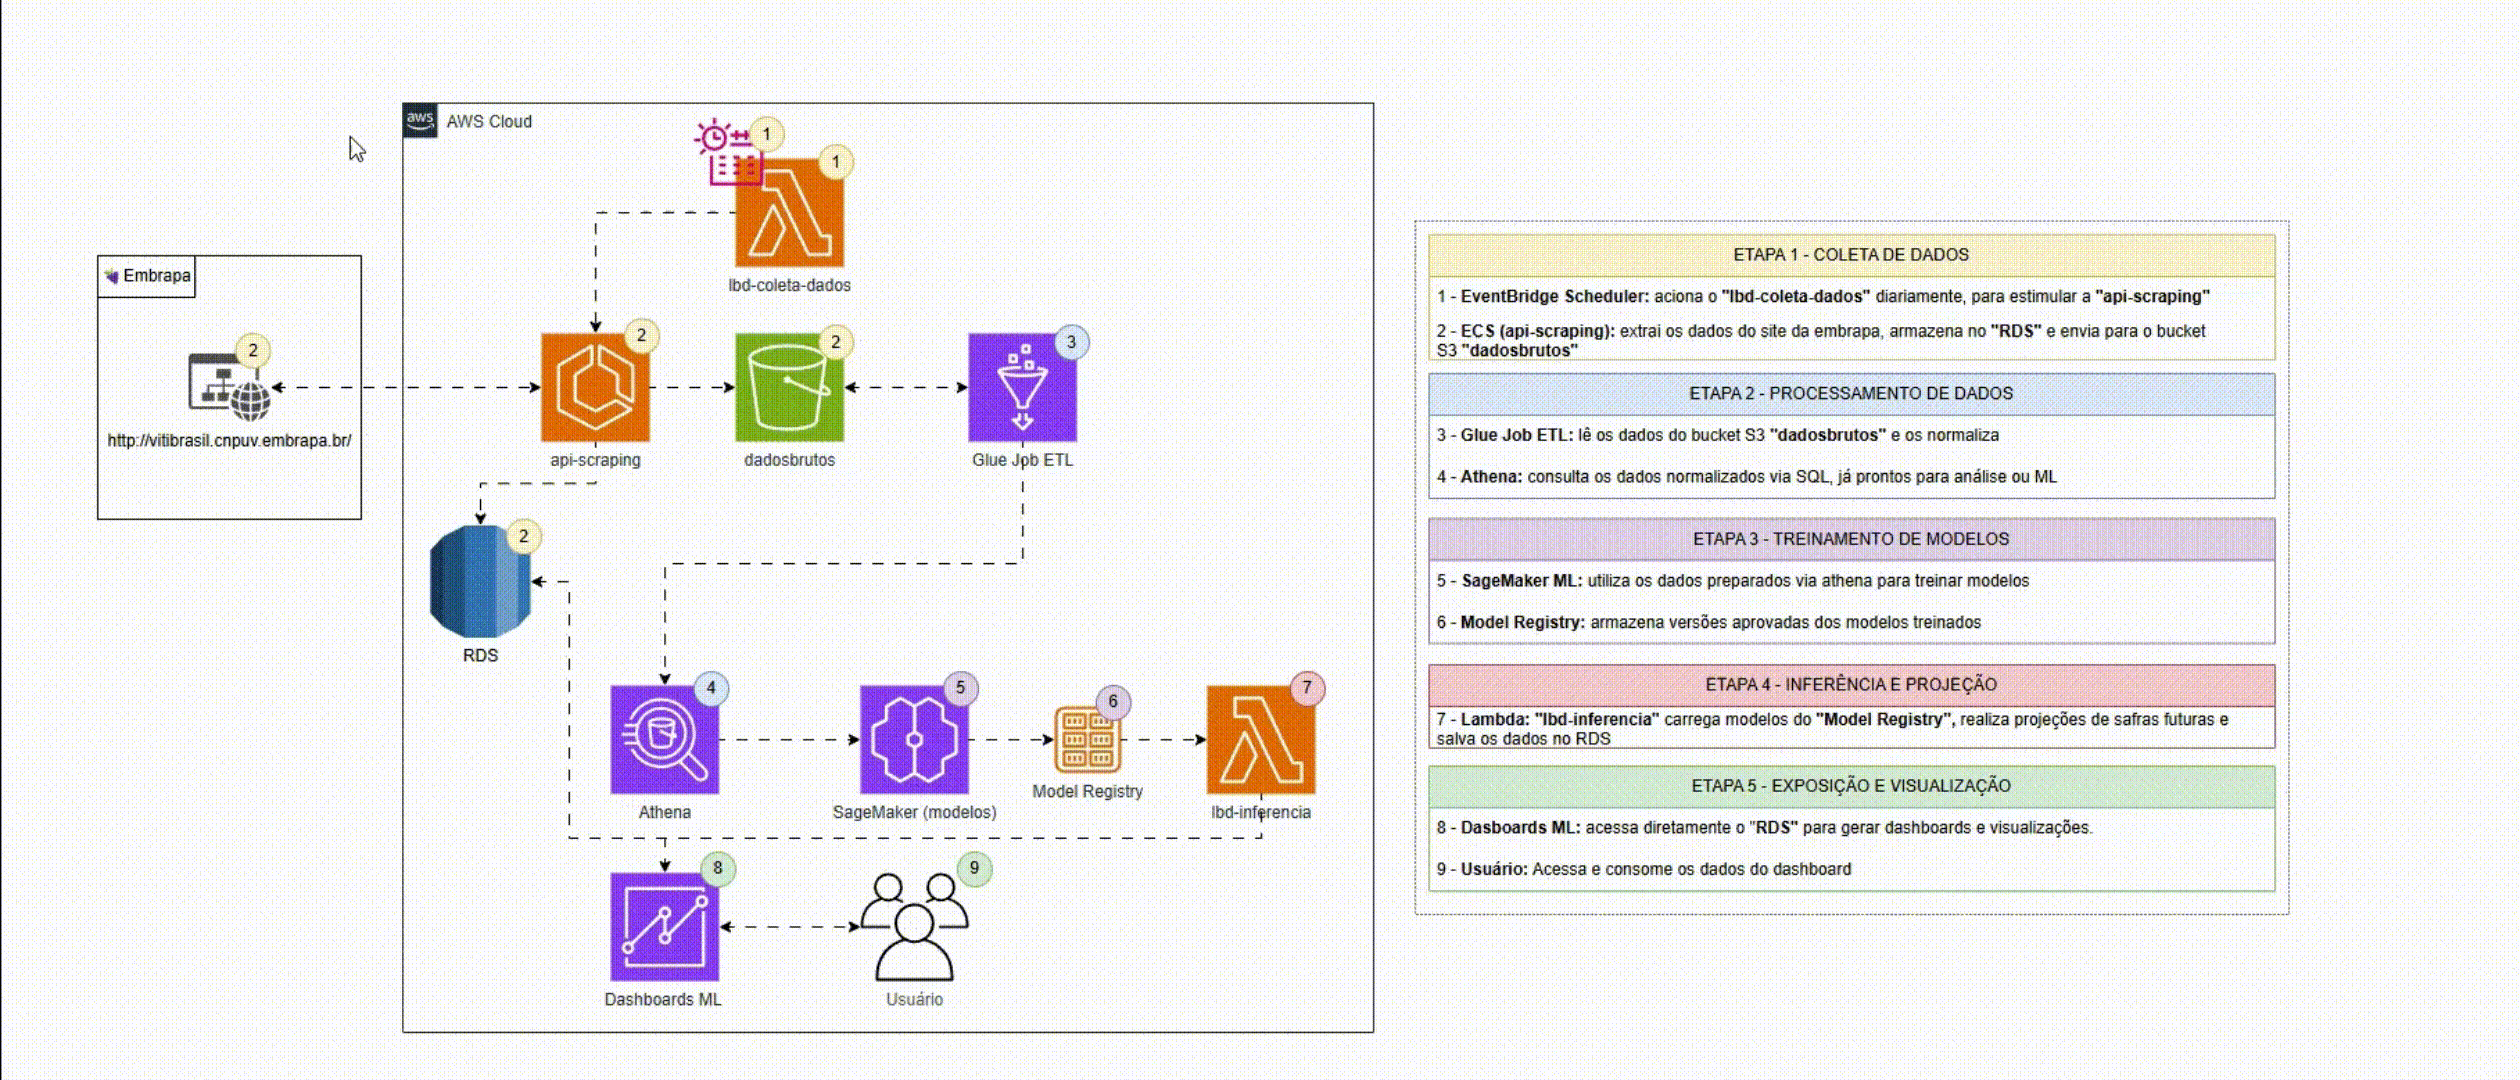 aws
AWS Cloud
1
1
lbd-coleta-dados
Embrapa
2
http://vitibrasil.cnpuv.embrapa.br/
2
api-scraping
2
dadosbrutos
3
Glue Job ETL
2
RDS
4
Athena
5
SageMaker (modelos)
6
Model Registry
7
lbd-inferencia
8
Dashboards ML
9
Usuário
ETAPA 1 - COLETA DE DADOS
1 - EventBridge Scheduler: aciona o "lbd-coleta-dados" diariamente, para estimular a "api-scraping"
2 - ECS (api-scraping): extrai os dados do site da embrapa, armazena no "RDS" e envia para o bucket
S3 "dadosbrutos"
ETAPA 2 - PROCESSAMENTO DE DADOS
3 - Glue Job ETL: lê os dados do bucket S3 "dadosbrutos" e os normaliza
4 - Athena: consulta os dados normalizados via SQL, já prontos para análise ou ML
ETAPA 3 - TREINAMENTO DE MODELOS
5 - SageMaker ML: utiliza os dados preparados via athena para treinar modelos
6 - Model Registry: armazena versões aprovadas dos modelos treinados
ETAPA 4 - INFERÊNCIA E PROJEÇÃO
7 - Lambda: "lbd-inferencia" carrega modelos do "Model Registry", realiza projeções de safras futuras e
salva os dados no RDS
ETAPA 5 - EXPOSIÇÃO E VISUALIZAÇÃO
8 - Dasboards ML: acessa diretamente o "RDS" para gerar dashboards e visualizações.
9 - Usuário: Acessa e consome os dados do dashboard